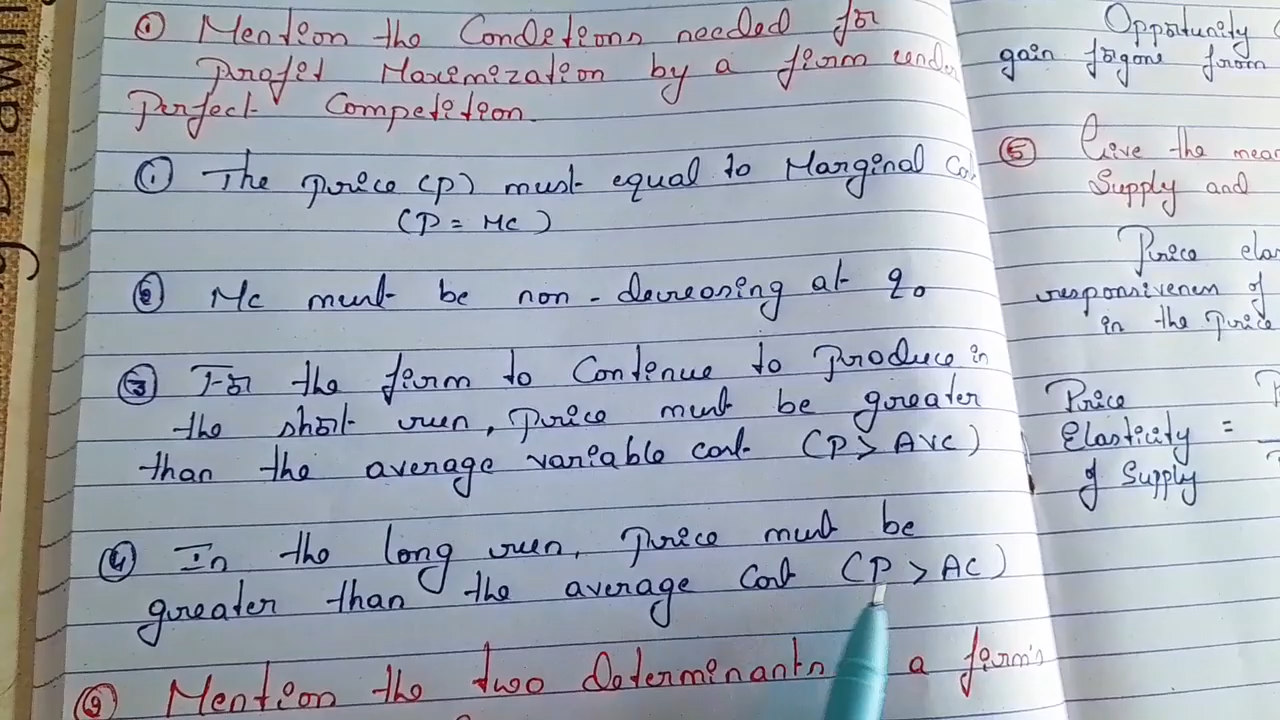 ① Mention the Conditions needed for
Profit Maximization by a firm under
Perfect Competition.
① The price (P) must equal to Marginal
(P = MC)
② MC must be non-decreasing at q₀
③ For the firm to Continue to Produce in
the short run, price must be greater
than the average variable cost (P > AVC)
④ In the long run, price must be
greater than the average Cost (P > AC)
Mention the two Determinants a firm's
Opportunity
gain forgone from
⑤ Give the
Supply and
Price
responsiveness of
in the price
Price
Elasticity =
of Supply